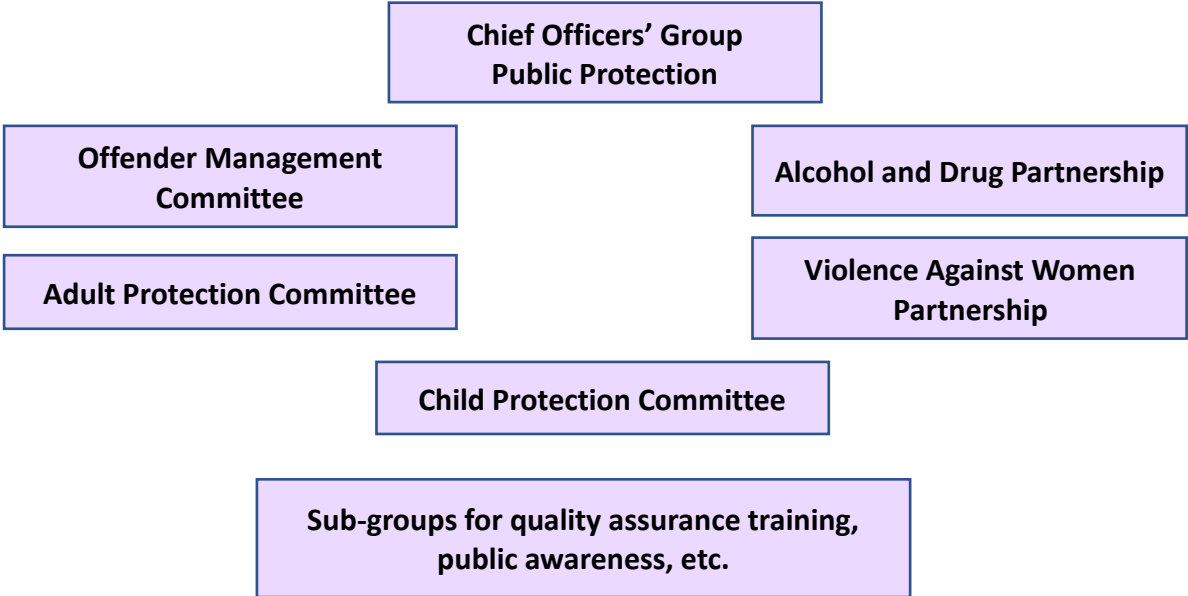 Chief Officers’ Group
Public Protection
Offender Management
Committee
Alcohol and Drug Partnership
Adult Protection Committee
Violence Against Women
Partnership
Child Protection Committee
Sub-groups for quality assurance training,
public awareness, etc.